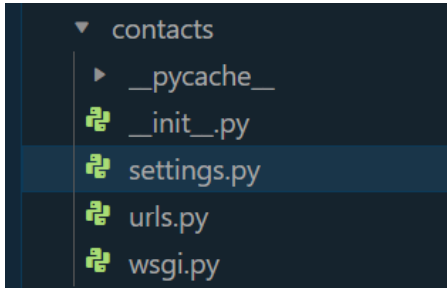 contacts
__pycache__
__init__.py
settings.py
urls.py
wsgi.py